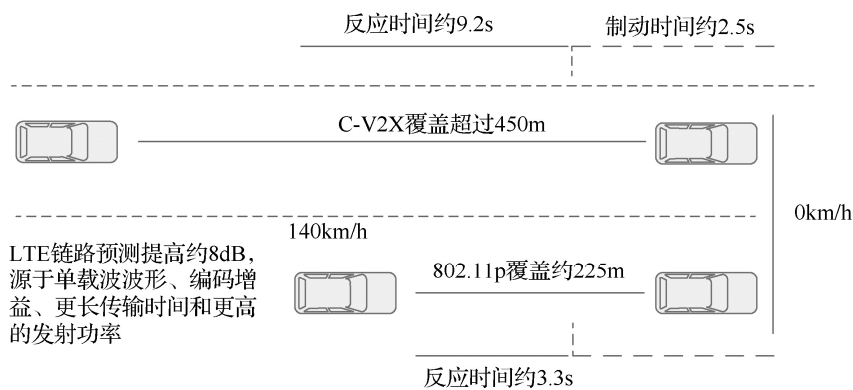 反应时间约9.2s
制动时间约2.5s
C-V2X覆盖超过450m
0km/h
140km/h
LTE链路预测提高约8dB，
源于单载波波形、编码增
益、更长传输时间和更高
的发射功率
802.11p覆盖约225m
反应时间约3.3s